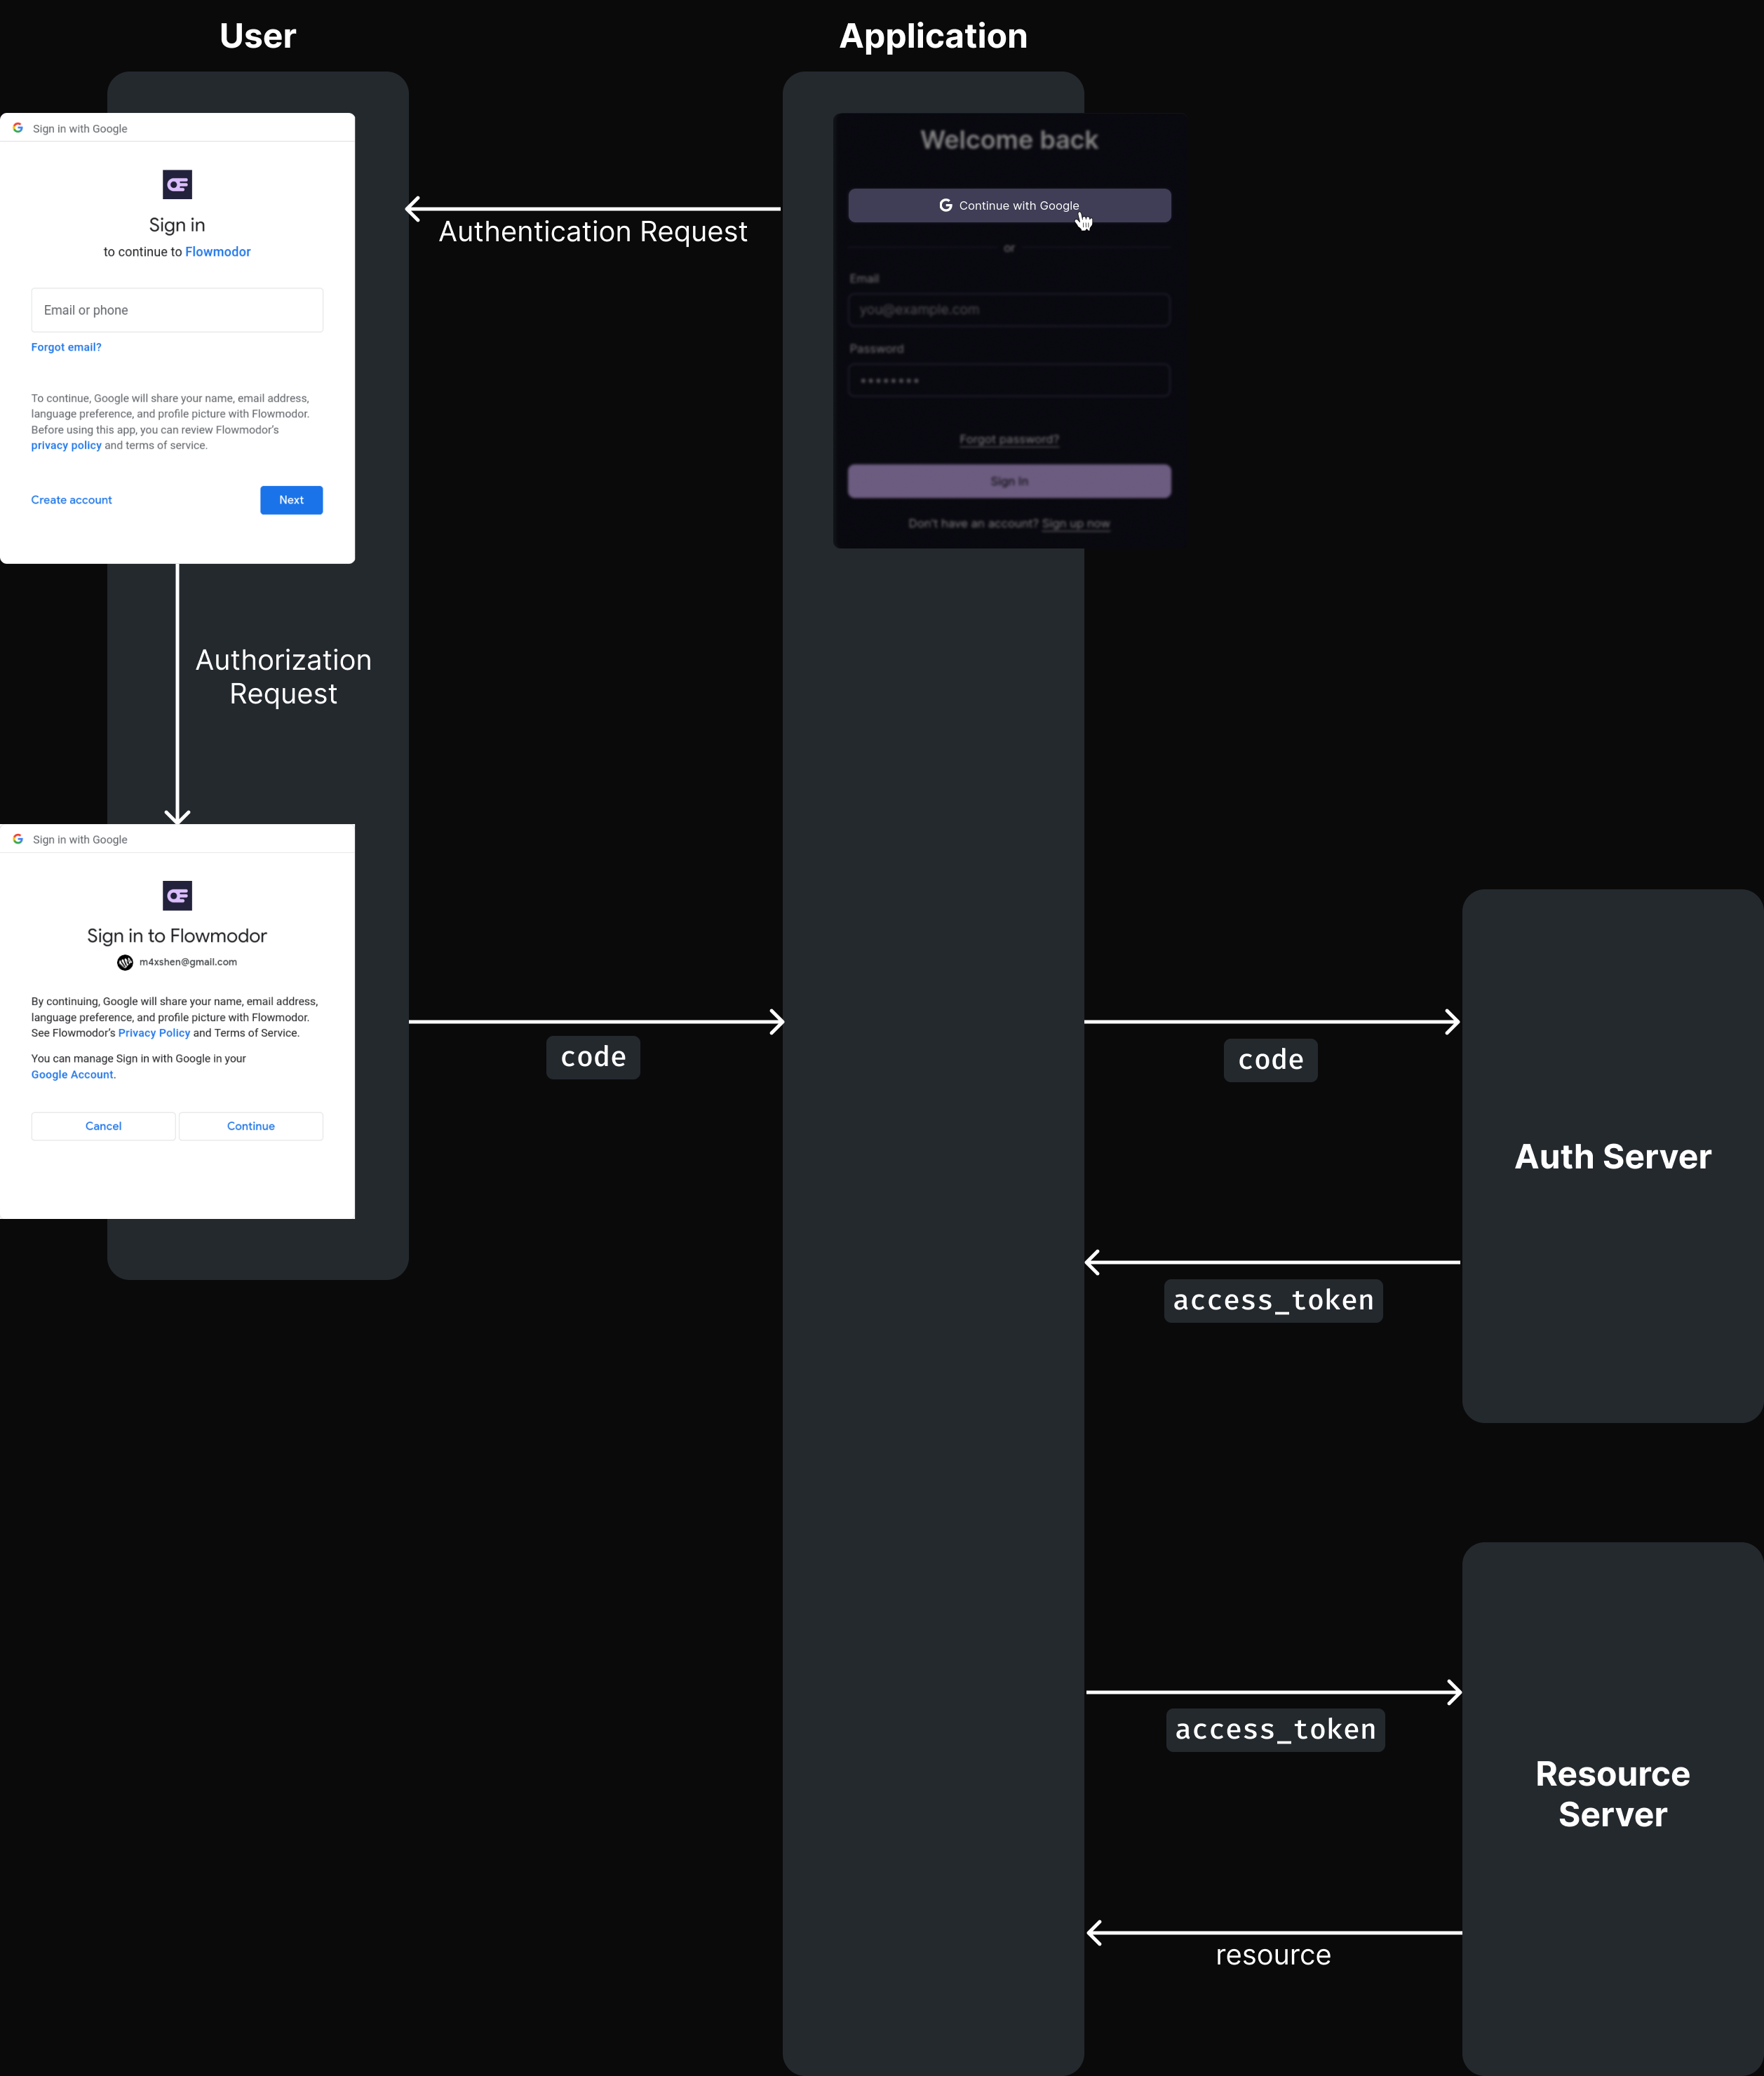 User
Application
Sign in with Google
Sign in
to continue to Flowmodor
Email or phone
Forgot email?
To continue, Google will share your name, email address,
language preference, and profile picture with Flowmodor.
Before using this app, you can review Flowmodor's
privacy policy and terms of service.
Create account
Next
Authentication Request
Welcome back
Continue with Google
or
Email
you@example.com
Password
Forgot password?
Sign In
Don't have an account? Sign up now
Authorization
Request
Sign in with Google
Sign in to Flowmodor
m4xshen@gmail.com
By continuing, Google will share your name, email address,
language preference, and profile picture with Flowmodor.
See Flowmodor's Privacy Policy and Terms of Service.
You can manage Sign in with Google in your
Google Account.
Cancel
Continue
code
code
Auth Server
access_token
access_token
Resource
Server
resource